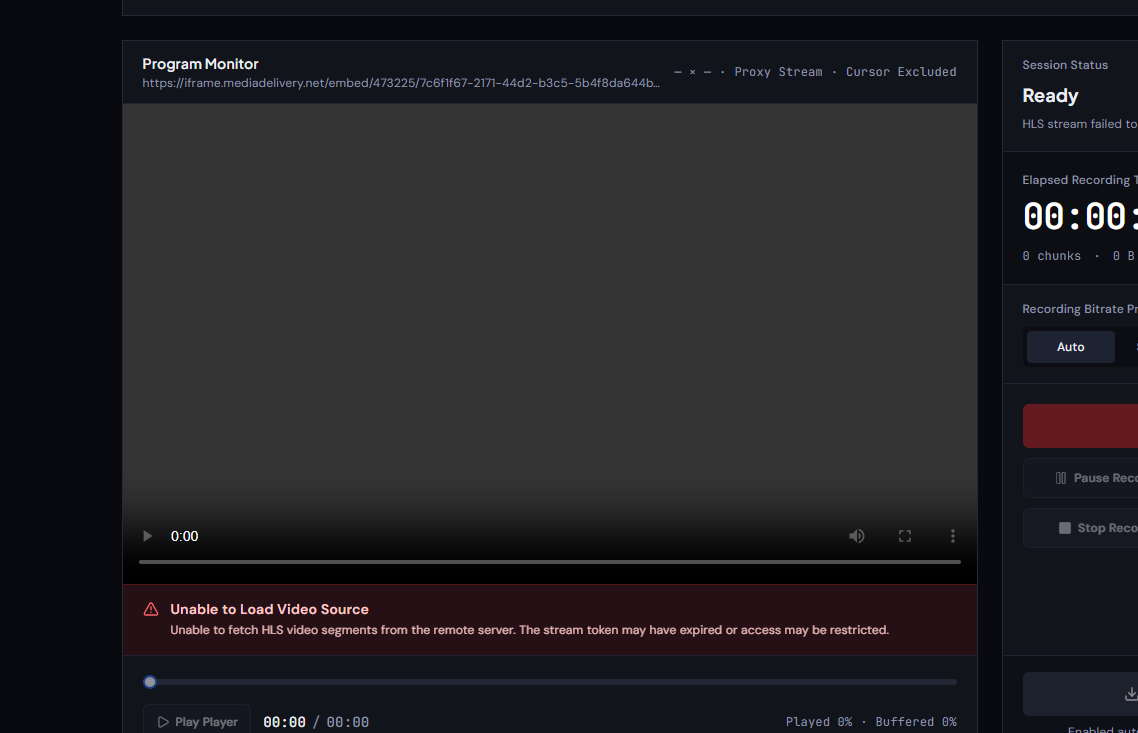 Program Monitor
https://iframe.mediadelivery.net/embed/473225/7c6f1f67-2171-44d2-b3c5-5b4f8da644b…
— × — · Proxy Stream · Cursor Excluded
0:00
Unable to Load Video Source
Unable to fetch HLS video segments from the remote server. The stream token may have expired or access may be restricted.
Play Player
00:00 / 00:00
Played 0% · Buffered 0%
Session Status
Ready
HLS stream failed to
Elapsed Recording
00:00:
0 chunks · 0 B
Recording Bitrate
Auto
Pause
Stop
Enabled